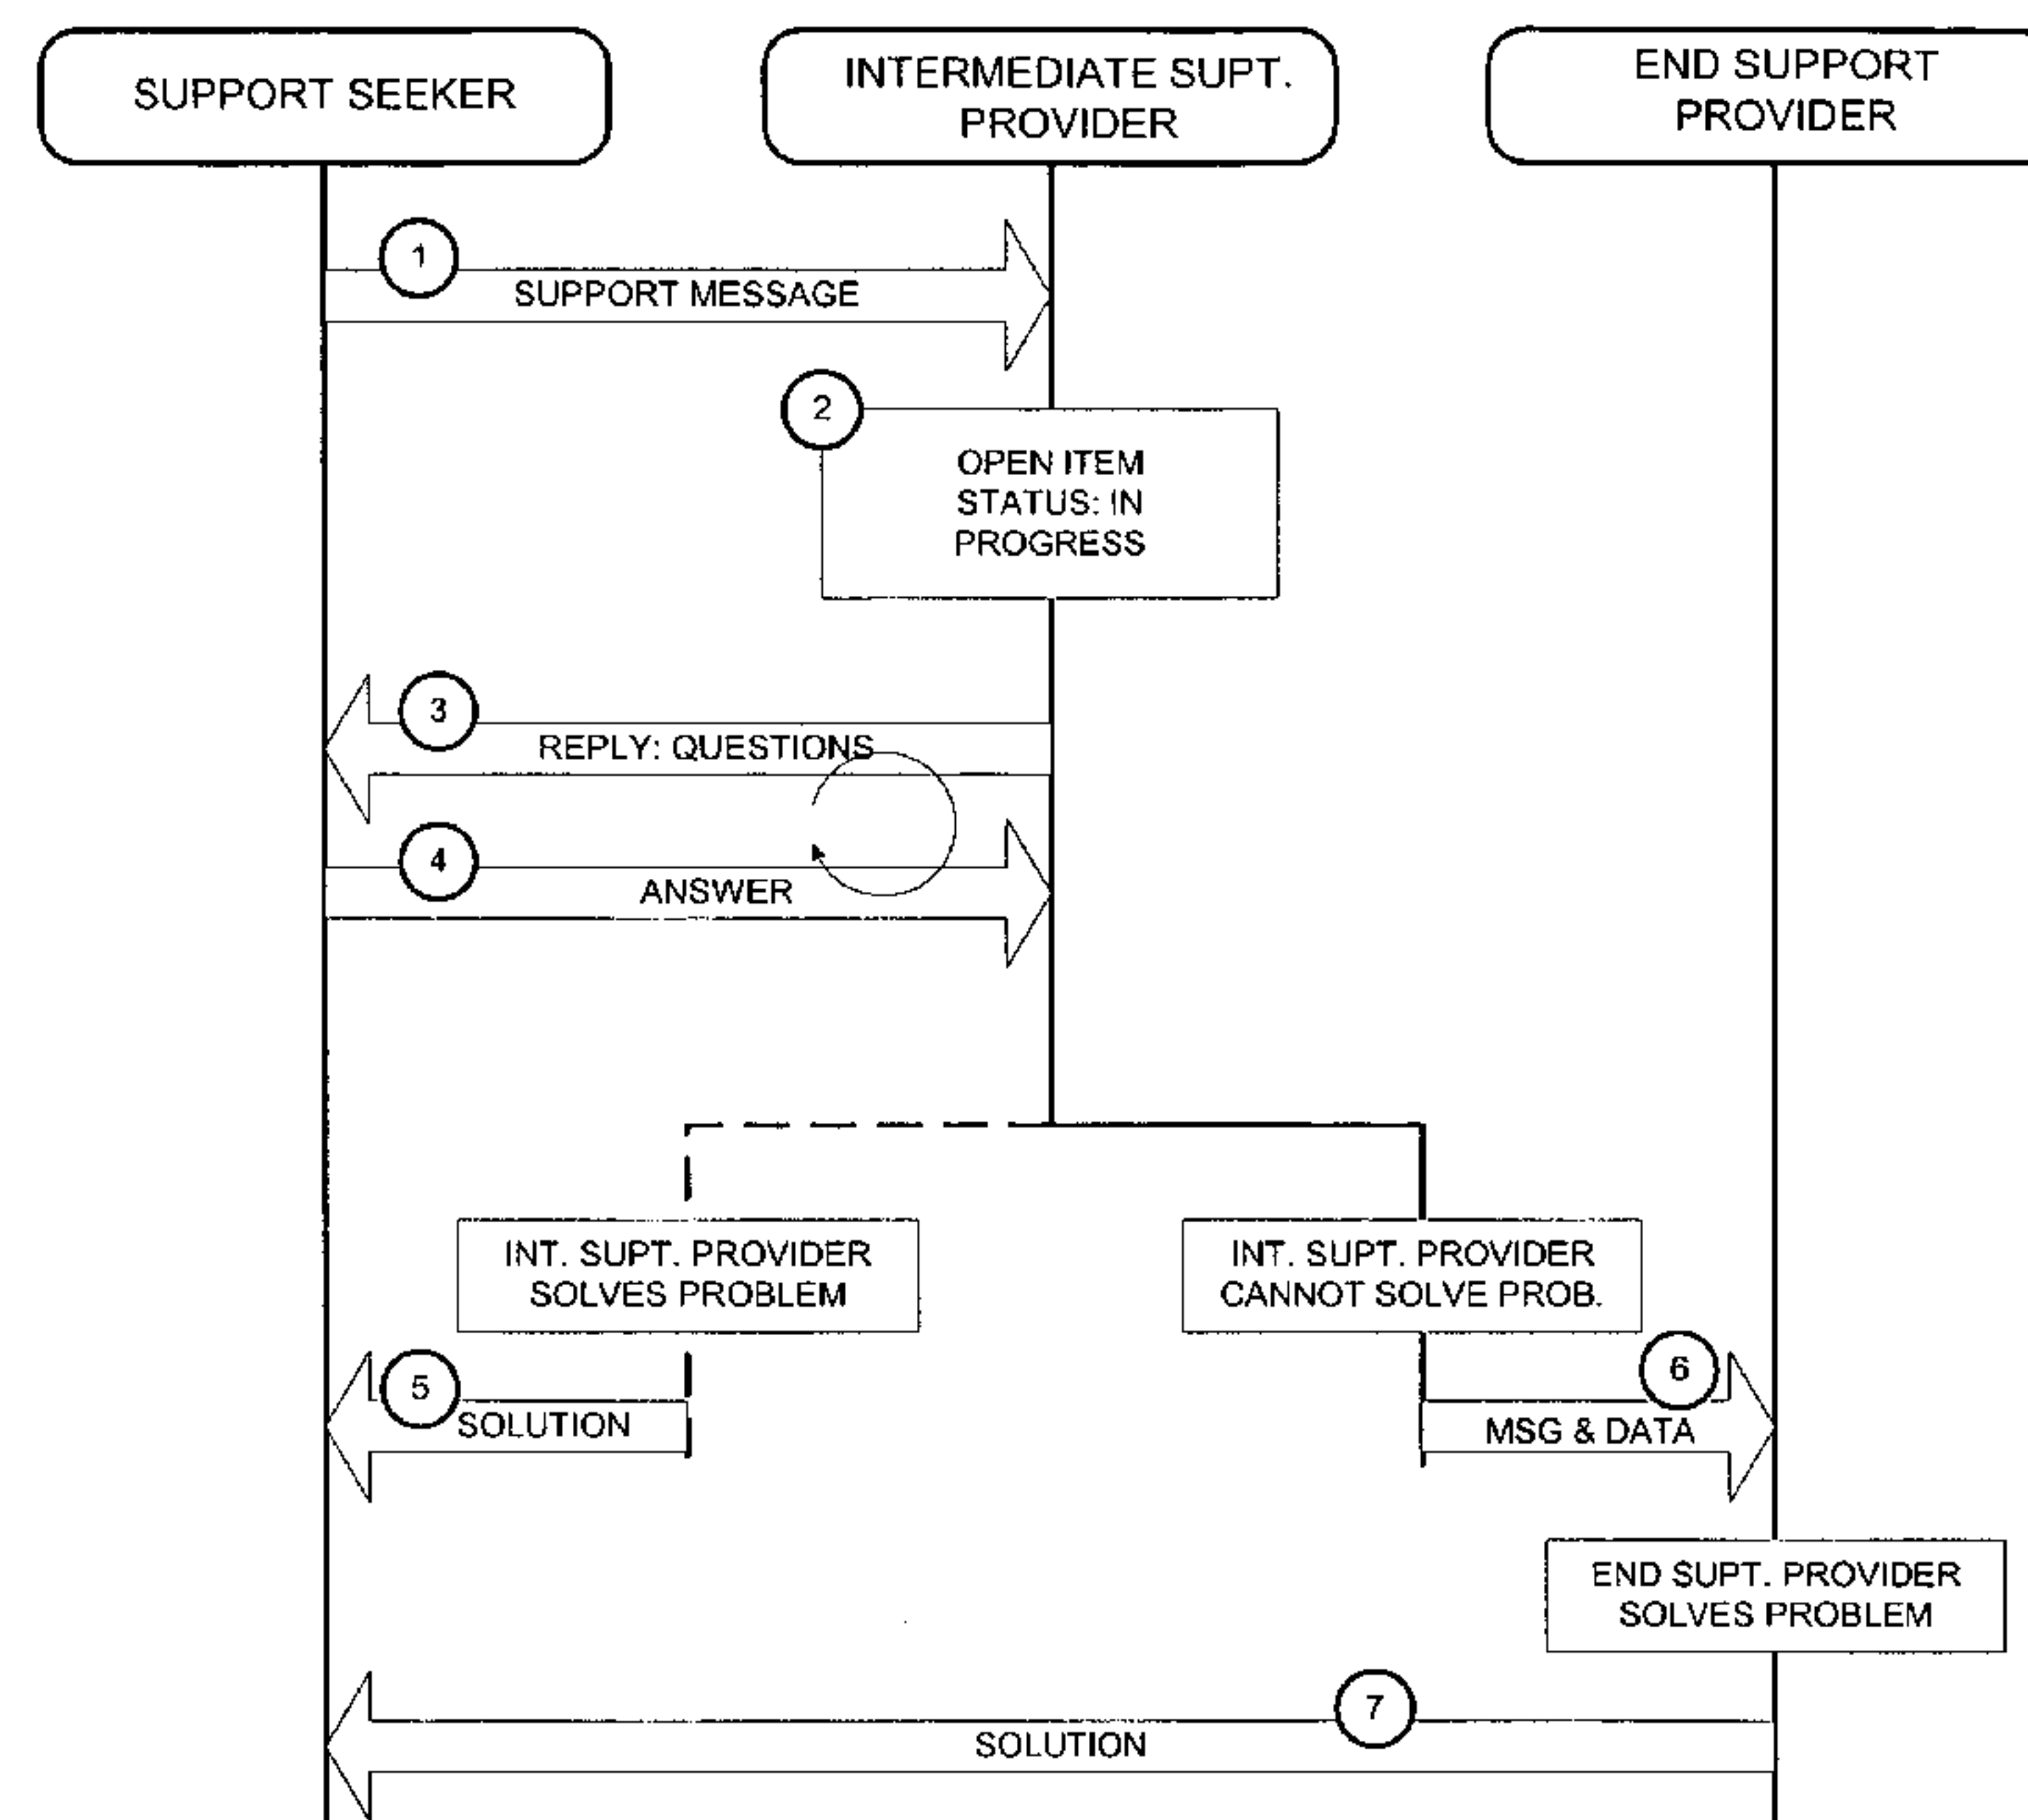 SUPPORT SEEKER
INTERMEDIATE SUPT.
PROVIDER
END SUPPORT
PROVIDER
1
SUPPORT MESSAGE
2
OPEN ITEM
STATUS: IN
PROGRESS
3
REPLY: QUESTIONS
4
ANSWER
INT. SUPT. PROVIDER
SOLVES PROBLEM
INT. SUPT. PROVIDER
CANNOT SOLVE PROB.
5
SOLUTION
6
MSG & DATA
END SUPT. PROVIDER
SOLVES PROBLEM
7
SOLUTION